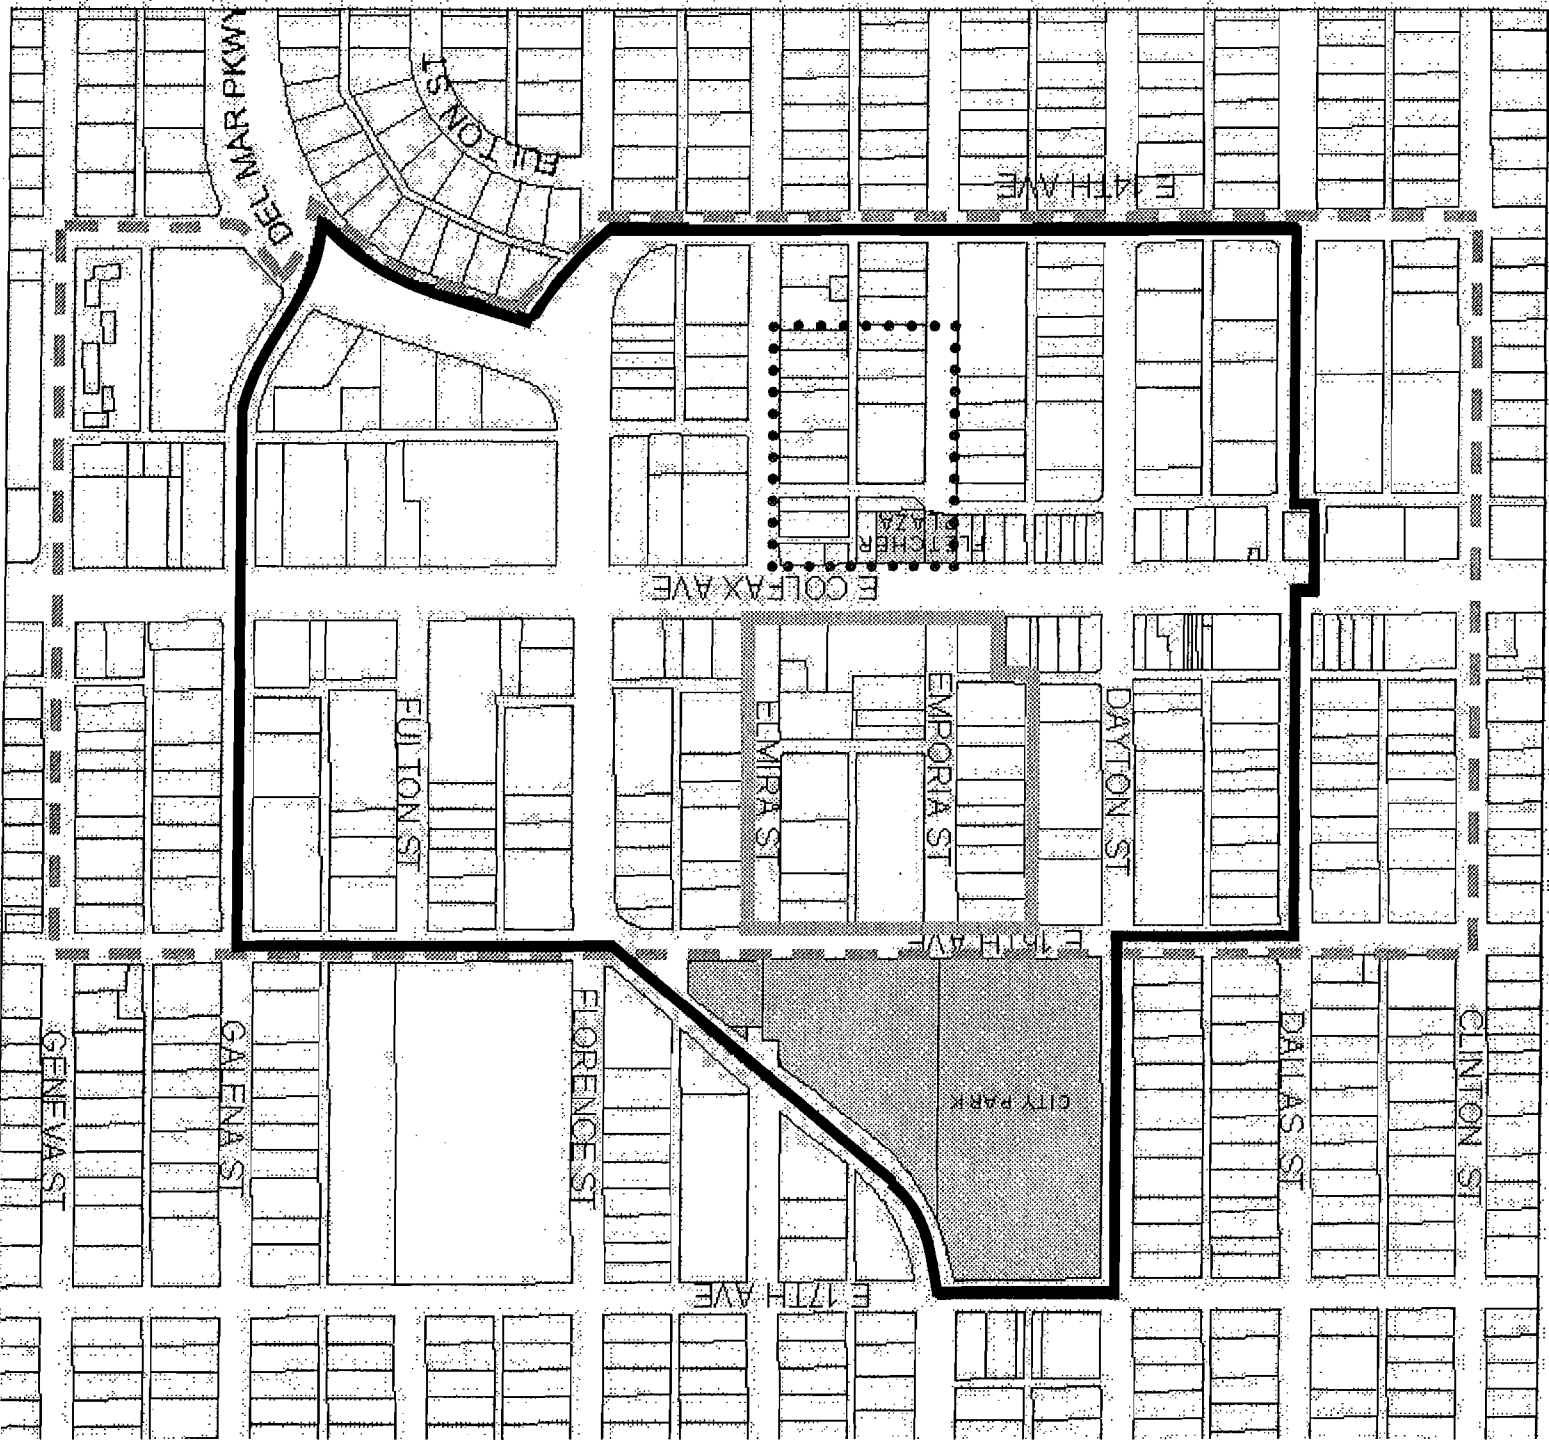 DEL MAR PKWY
FULTON ST
E 14TH AVE
FLETCHER
PLAZA
E COLFAX AVE
FULTON ST
ELMIRA ST
EMPORIA ST
DAYTON ST
E 16TH AVE
GENEVA ST
GALENA ST
FLORENCE ST
CITY PARK
DALLAS ST
CLINTON ST
E 17TH AVE